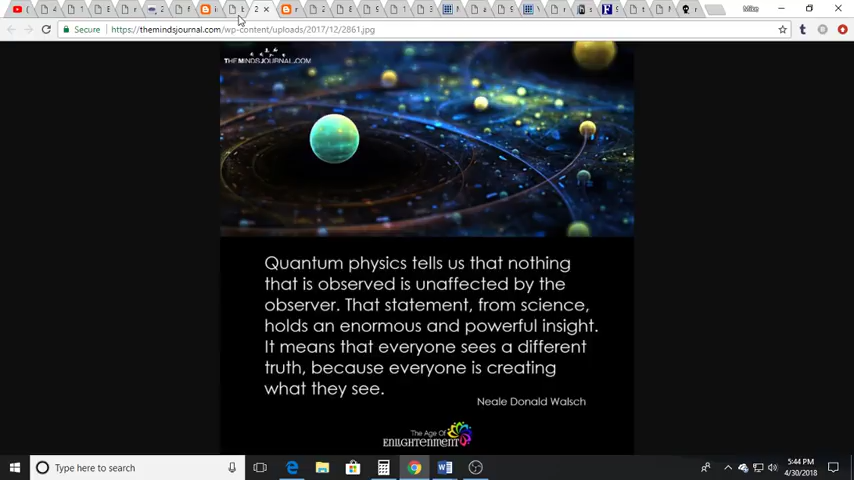 Mike
Secure
https://themindsjournal.com/wp-content/uploads/2017/12/2861.jpg
THEMINDSJOURNAL.COM
Quantum physics tells us that nothing
that is observed is unaffected by the
observer. That statement, from science,
holds an enormous and powerful insight.
It means that everyone sees a different
truth, because everyone is creating
what they see.
Neale Donald Walsch
The Age Of
ENLIGHTENMENT
Type here to search
5:44 PM
4/30/2018